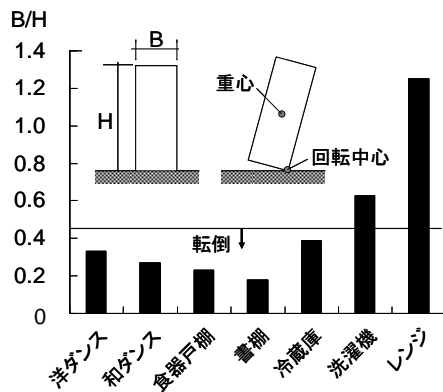 B/H
1.4
1.2
1.0
0.8
0.6
0.4
0.2
0
B
H
重心
回転中心
転倒
洋ダンス
和ダンス
食器戸棚
書棚
冷蔵庫
洗濯機
レンジ